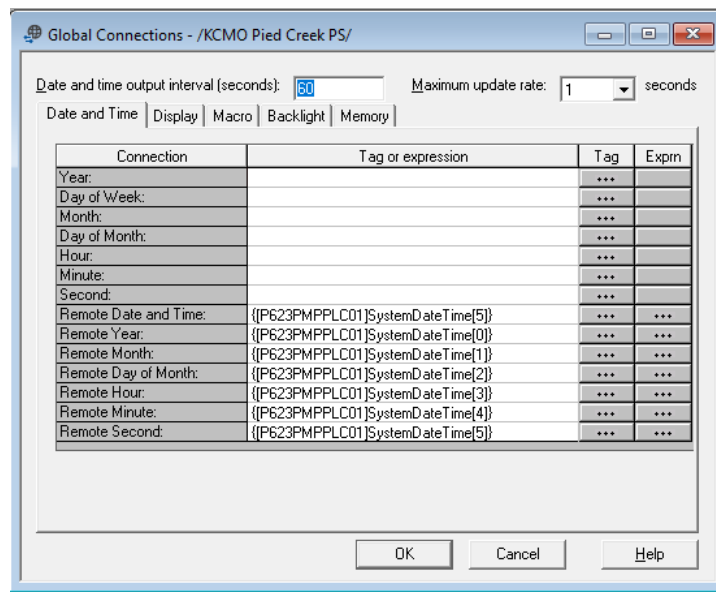 Global Connections - /KCMO Pied Creek PS/
Date and time output interval (seconds): 60 Maximum update rate: 1 seconds
Date and Time Display Macro Backlight Memory
Connection Tag or expression Tag Exprn
Year: ...
Day of Week: ...
Month: ...
Day of Month: ...
Hour: ...
Minute: ...
Second: ...
Remote Date and Time: {[P623PMPPLC01]SystemDateTime[5]} ... ...
Remote Year: {[P623PMPPLC01]SystemDateTime[0]} ... ...
Remote Month: {[P623PMPPLC01]SystemDateTime[1]} ... ...
Remote Day of Month: {[P623PMPPLC01]SystemDateTime[2]} ... ...
Remote Hour: {[P623PMPPLC01]SystemDateTime[3]} ... ...
Remote Minute: {[P623PMPPLC01]SystemDateTime[4]} ... ...
Remote Second: {[P623PMPPLC01]SystemDateTime[5]} ... ...
OK Cancel Help